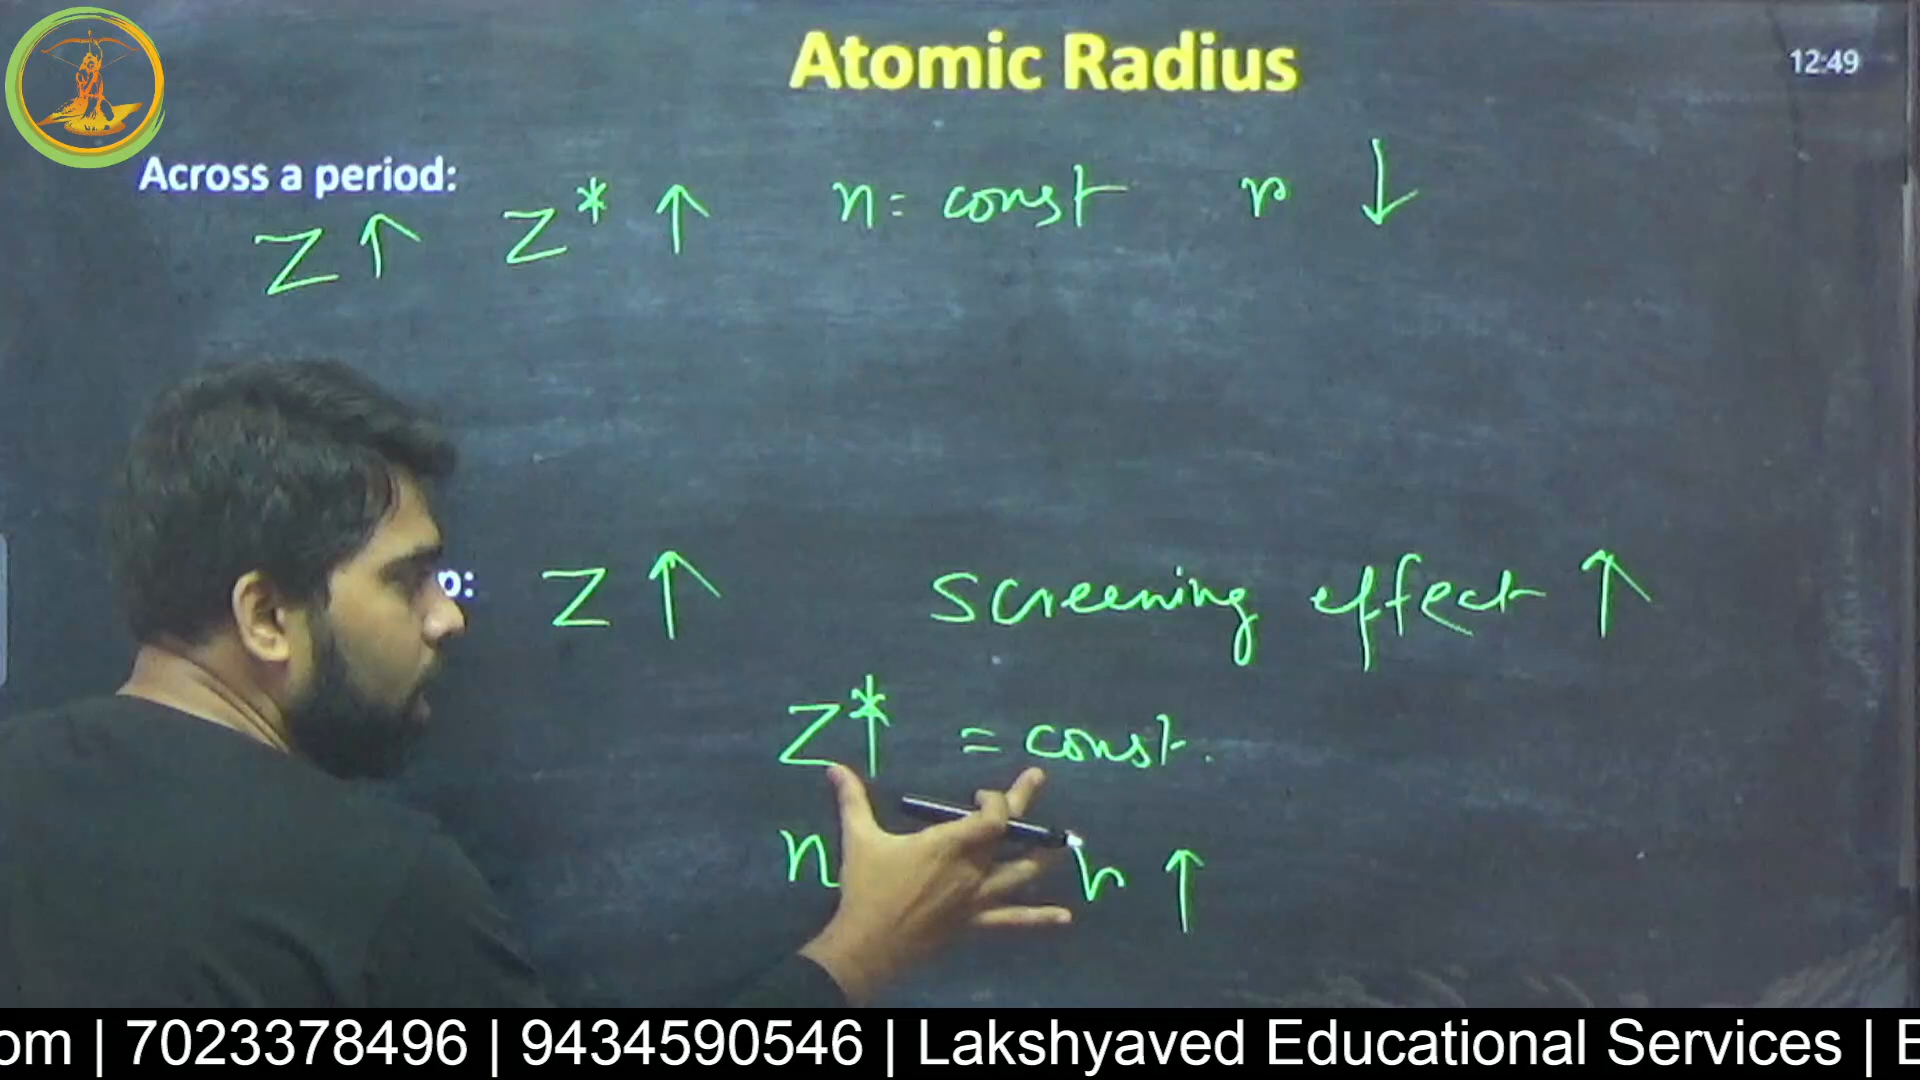 Atomic Radius
12:49
Across a period:
Z↑ Z*↑ n = const r ↓
p: Z↑ screening effect ↑
Z*↑ = const.
n r ↑
om | 7023378496 | 9434590546 | Lakshyaved Educational Services | E